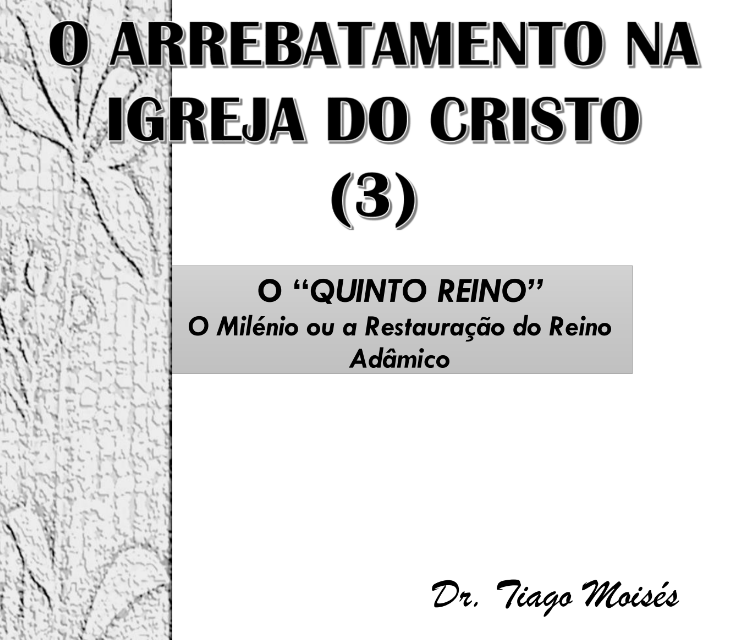 O ARREBATAMENTO NA
IGREJA DO CRISTO
(3)
O “QUINTO REINO”
O Milénio ou a Restauração do Reino
Adâmico
Dr. Tiago Moisés